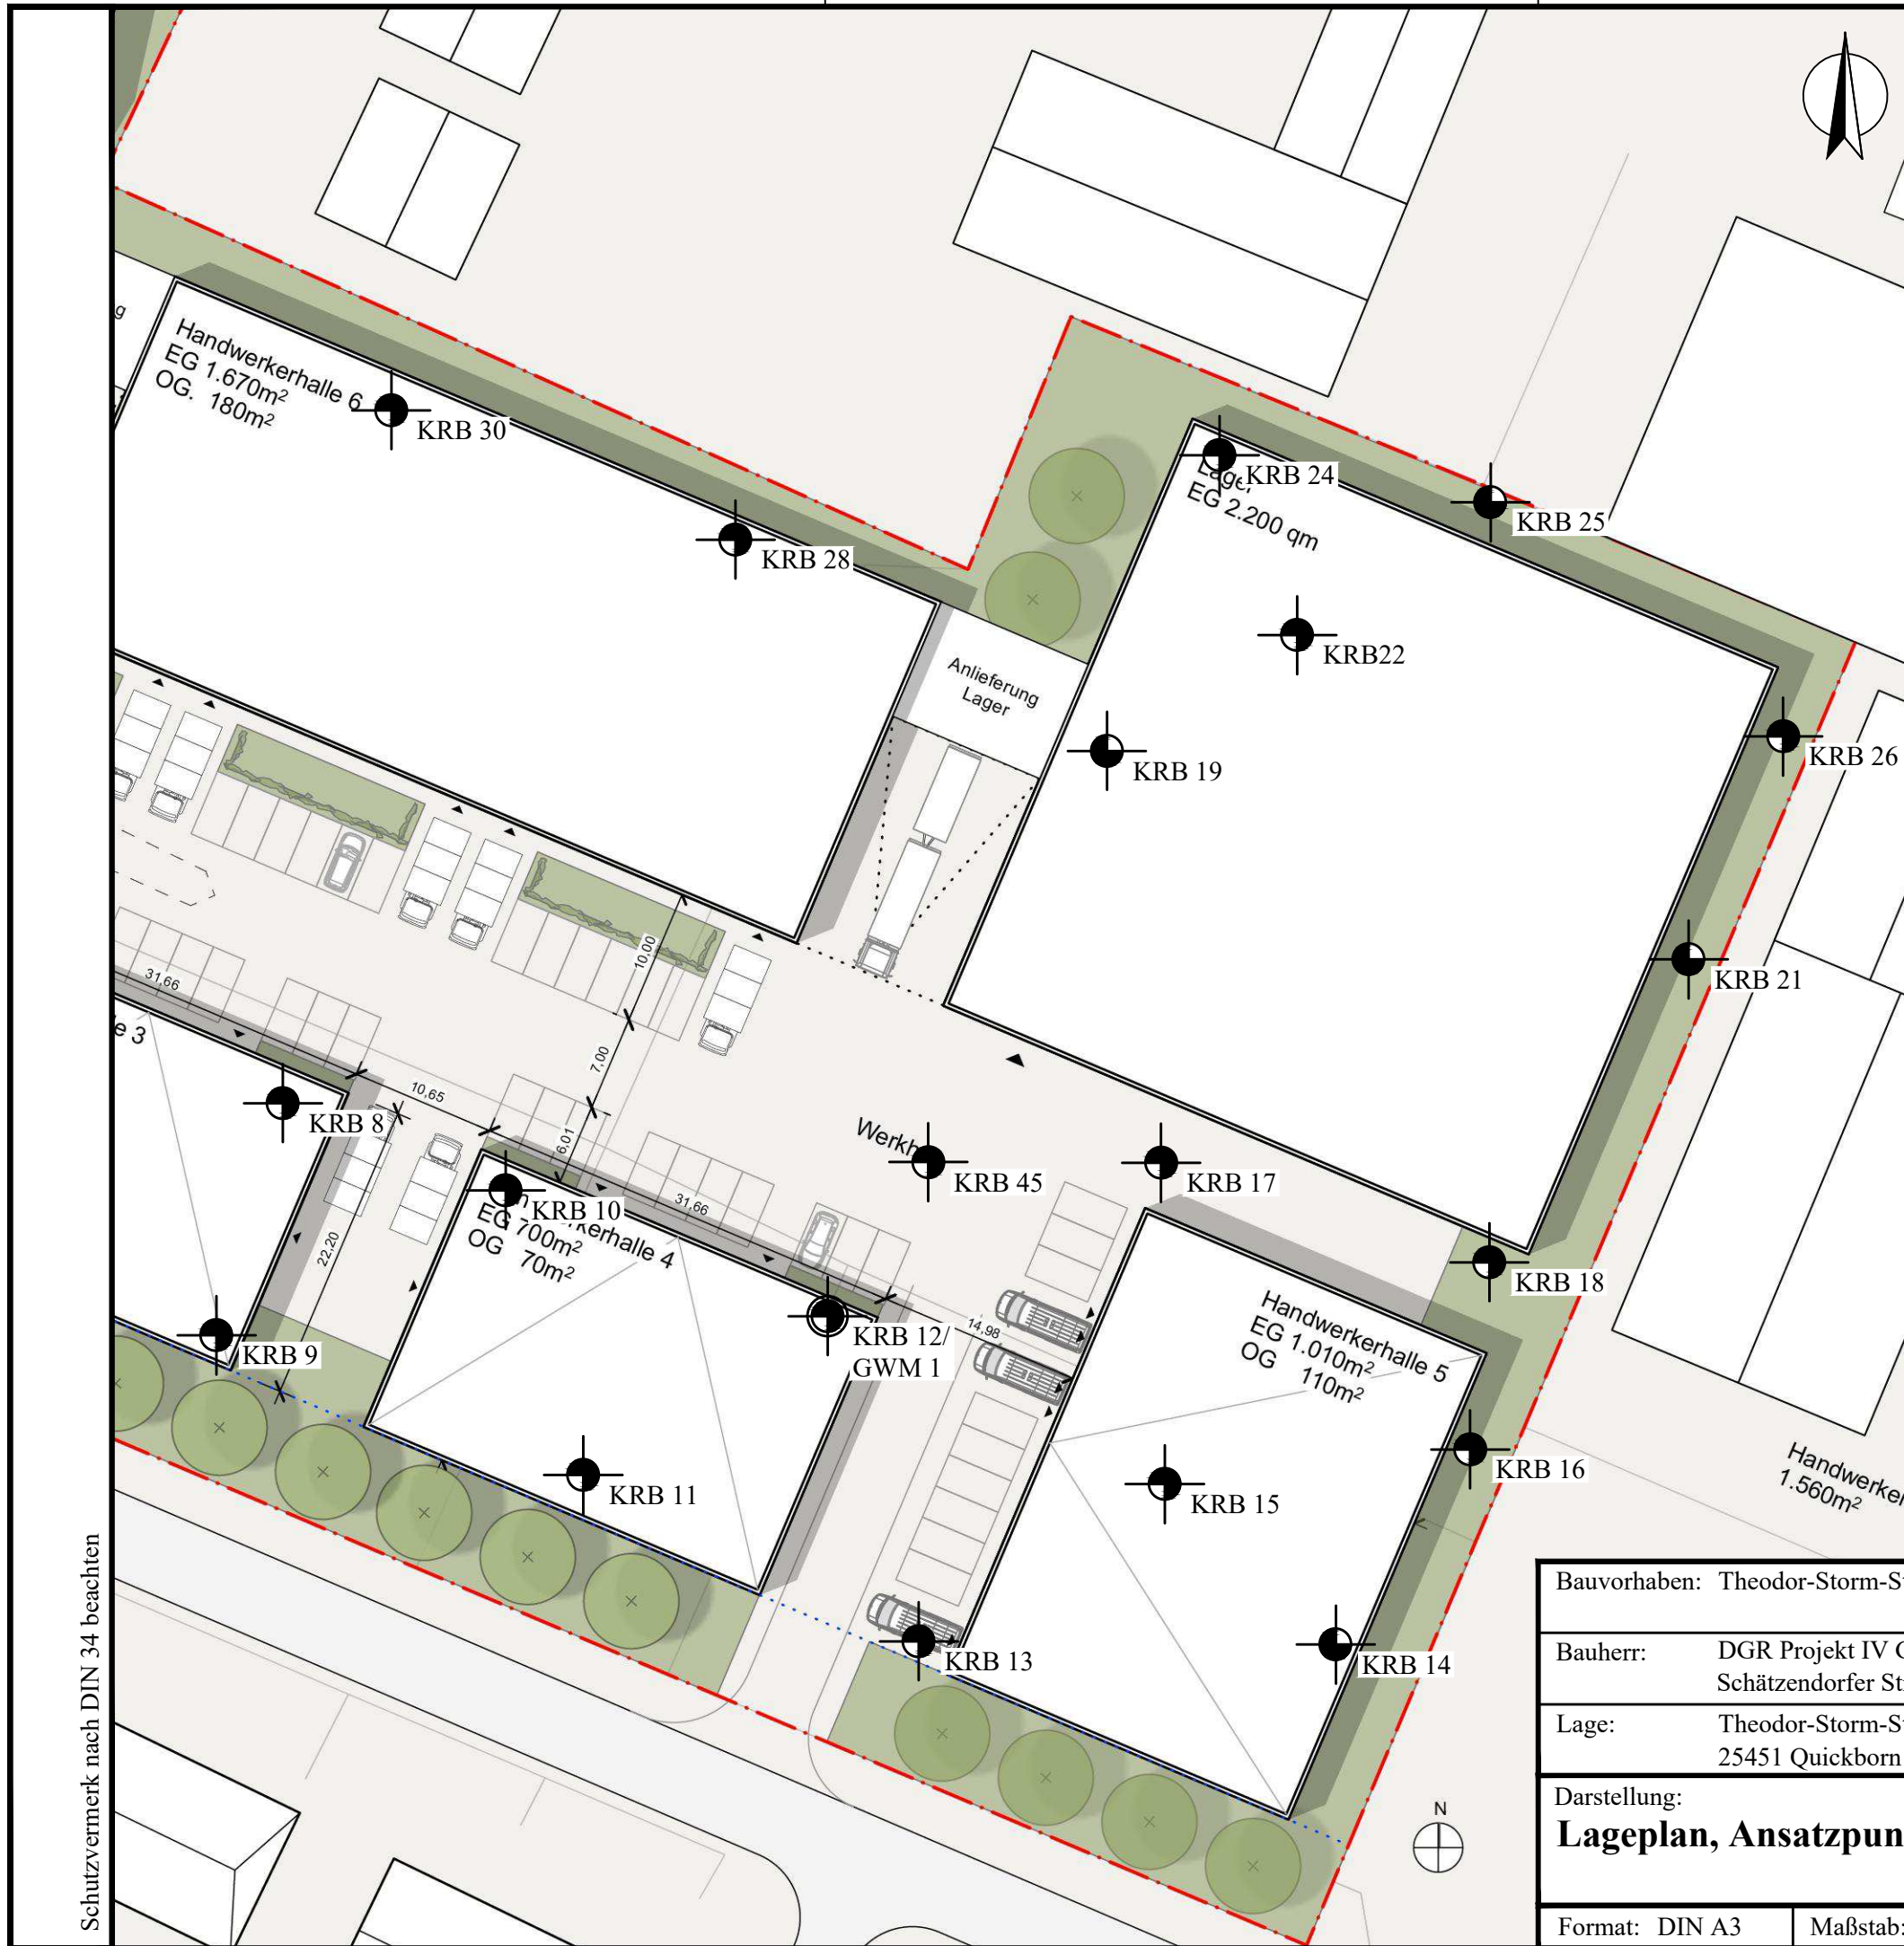 Handwerkerhalle 6
EG 1.670m²
OG. 180m²
g
KRB 30
KRB 28
KRB 24
EG 2.200 qm
KRB 25
KRB22
Anlieferung
Lager
KRB 19
KRB 26
KRB 21
10,00
7,00
6,01
31,66
10,65
e 3
KRB 8
KRB 45
KRB 17
KRB 10
EG 700m²
OG 70m²
31,66
22,20
KRB 9
KRB 12/
GWM 1
14,98
KRB 18
Handwerkerhalle 5
EG 1.010m²
OG 110m²
KRB 11
KRB 15
KRB 16
1.560m²
KRB 13
KRB 14
N
Schutzvermerk nach DIN 34 beachten
Bauvorhaben: Theodor-Storm-S
Bauherr: DGR Projekt IV
Schätzendorfer
Lage: Theodor-Storm-S
25451 Quickborn
Darstellung:
Lageplan, Ansatzpun
Format: DIN A3 Maßstab: